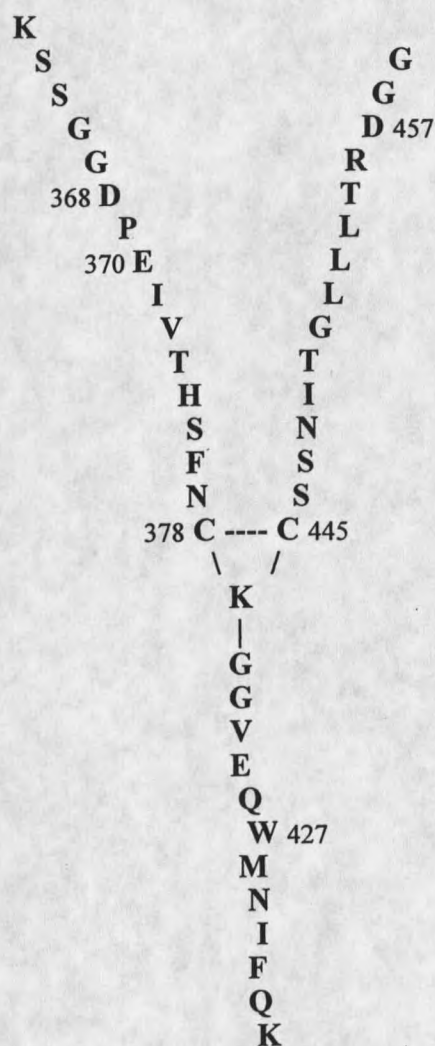 K
S G
S G
G D 457
G R
368 D T
P L
370 E L
I L
V G
T T
H I
S N
F S
N S
378 C ---- C 445
\ /
K
|
G
G
V
E
Q
W 427
M
N
I
F
Q
K